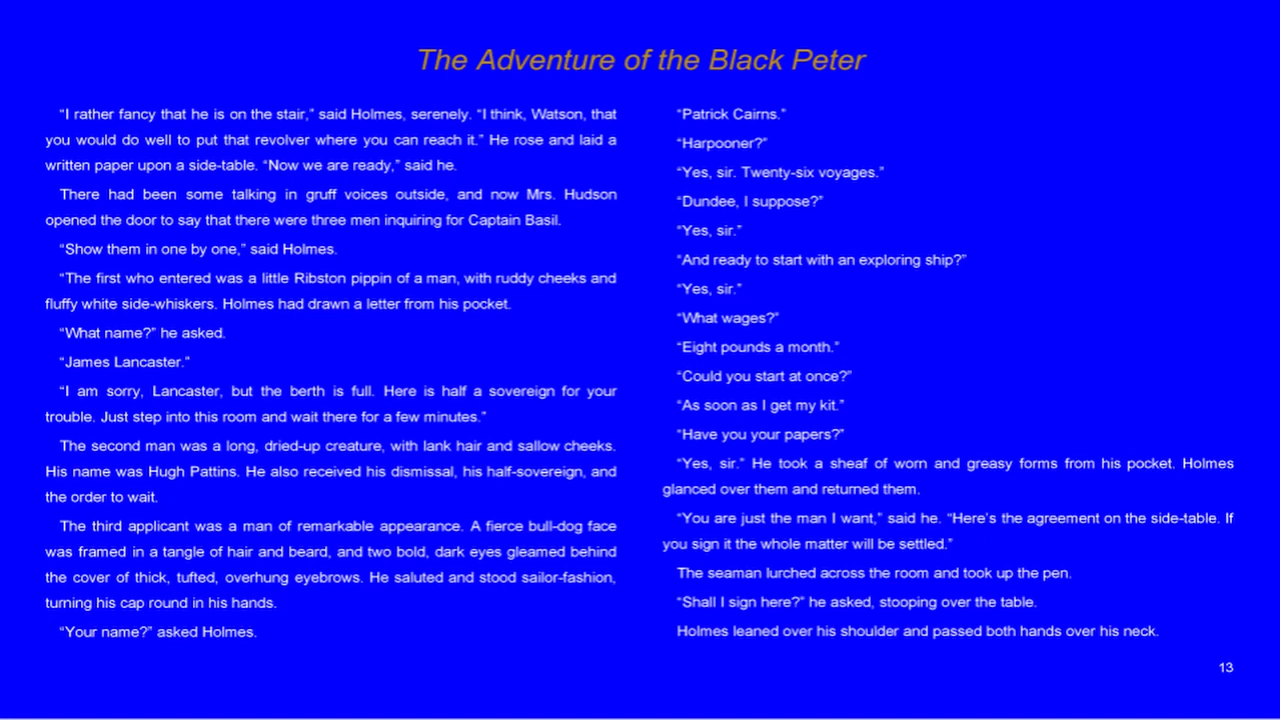 The Adventure of the Black Peter
“I rather fancy that he is on the stair,” said Holmes, serenely. “I think, Watson, that
you would do well to put that revolver where you can reach it.” He rose and laid a
written paper upon a side-table. “Now we are ready,” said he.
There had been some talking in gruff voices outside, and now Mrs. Hudson
opened the door to say that there were three men inquiring for Captain Basil.
“Show them in one by one,” said Holmes.
“The first who entered was a little Ribston pippin of a man, with ruddy cheeks and
fluffy white side-whiskers. Holmes had drawn a letter from his pocket.
“What name?” he asked.
“James Lancaster.”
“I am sorry, Lancaster, but the berth is full. Here is half a sovereign for your
trouble. Just step into this room and wait there for a few minutes.”
The second man was a long, dried-up creature, with lank hair and sallow cheeks.
His name was Hugh Pattins. He also received his dismissal, his half-sovereign, and
the order to wait.
The third applicant was a man of remarkable appearance. A fierce bull-dog face
was framed in a tangle of hair and beard, and two bold, dark eyes gleamed behind
the cover of thick, tufted, overhung eyebrows. He saluted and stood sailor-fashion,
turning his cap round in his hands.
“Your name?” asked Holmes.
“Patrick Cairns.”
“Harpooner?”
“Yes, sir. Twenty-six voyages.”
“Dundee, I suppose?”
“Yes, sir.”
“And ready to start with an exploring ship?”
“Yes, sir.”
“What wages?”
“Eight pounds a month.”
“Could you start at once?”
“As soon as I get my kit.”
“Have you your papers?”
“Yes, sir.” He took a sheaf of worn and greasy forms from his pocket. Holmes
glanced over them and returned them.
“You are just the man I want,” said he. “Here’s the agreement on the side-table. If
you sign it the whole matter will be settled.”
The seaman lurched across the room and took up the pen.
“Shall I sign here?” he asked, stooping over the table.
Holmes leaned over his shoulder and passed both hands over his neck.
13